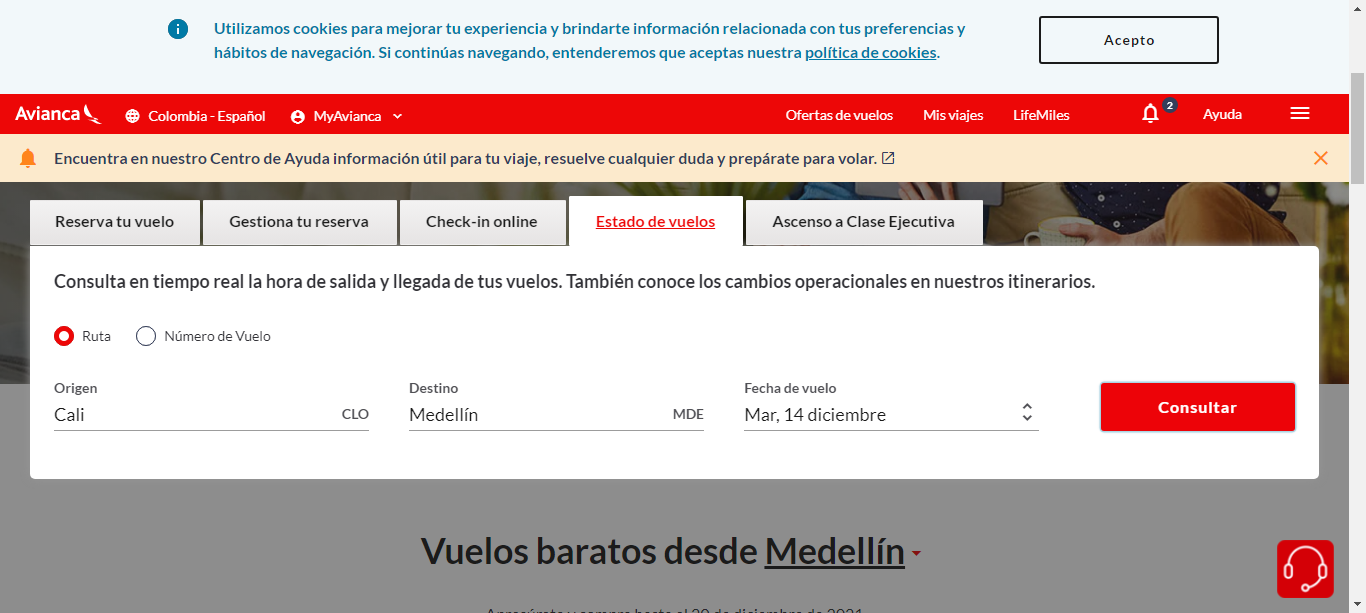 Utilizamos cookies para mejorar tu experiencia y brindarte información relacionada con tus preferencias y
hábitos de navegación. Si continúas navegando, entenderemos que aceptas nuestra política de cookies.
Acepto
Avianca
Colombia - Español
MyAvianca
Ofertas de vuelos
Mis viajes
LifeMiles
2
Ayuda
Encuentra en nuestro Centro de Ayuda información útil para tu viaje, resuelve cualquier duda y prepárate para volar.
Reserva tu vuelo
Gestiona tu reserva
Check-in online
Estado de vuelos
Ascenso a Clase Ejecutiva
Consulta en tiempo real la hora de salida y llegada de tus vuelos. También conoce los cambios operacionales en nuestros itinerarios.
Ruta
Número de Vuelo
Origen
Destino
Fecha de vuelo
Cali
CLO
Medellín
MDE
Mar, 14 diciembre
Consultar
Vuelos baratos desde Medellín